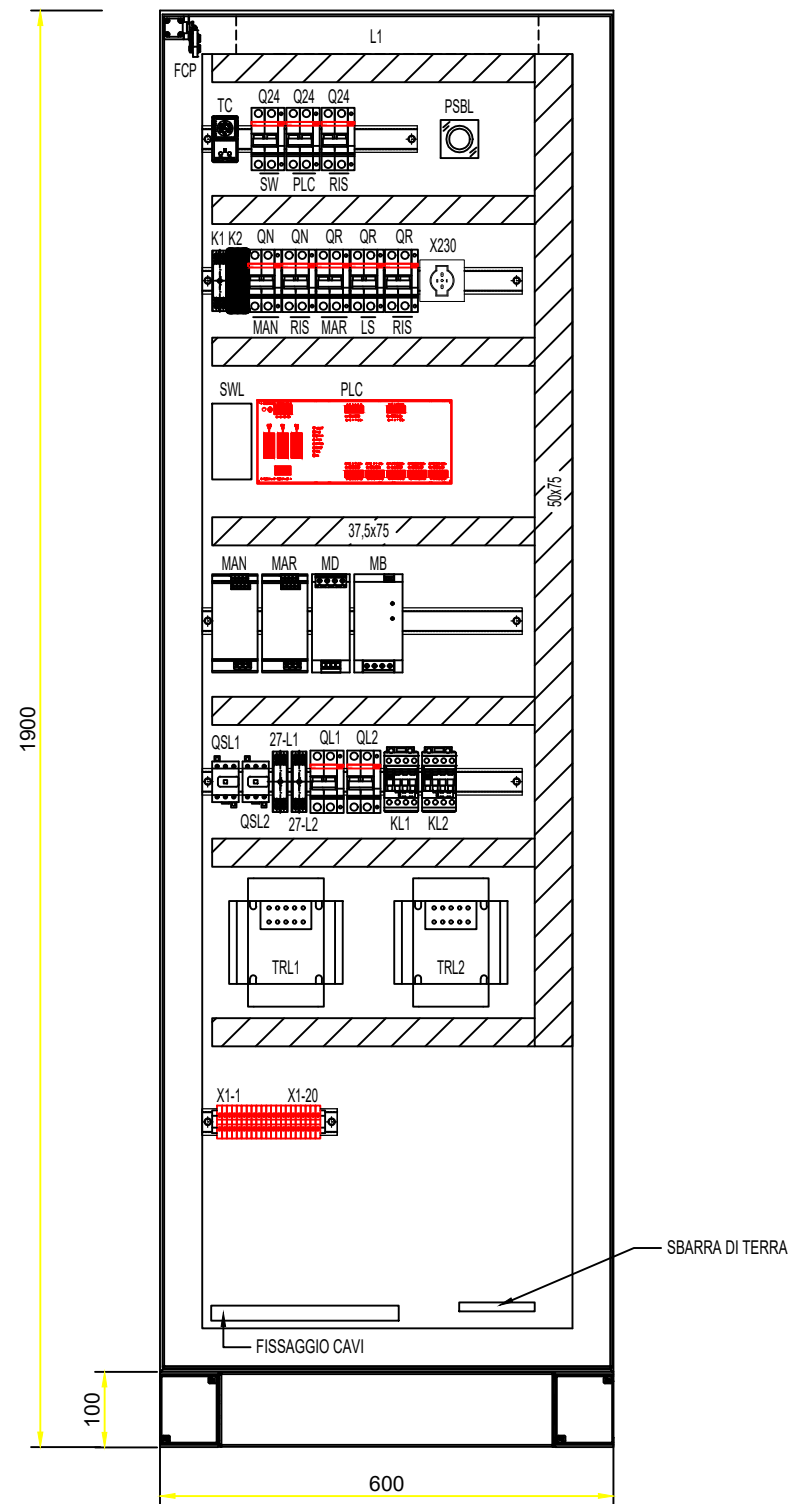 L1
FCP
TC
Q24 Q24 Q24
PSBL
SW PLC RIS
K1 K2 QN QN QR QR QR X230
MAN RIS MAR LS RIS
SWL PLC
50x75
37,5x75
MAN MAR MD MB
1900
QSL1 27-L1 QL1 QL2
QSL2 27-L2 KL1 KL2
TRL1 TRL2
X1-1 X1-20
SBARRA DI TERRA
FISSAGGIO CAVI
100
600